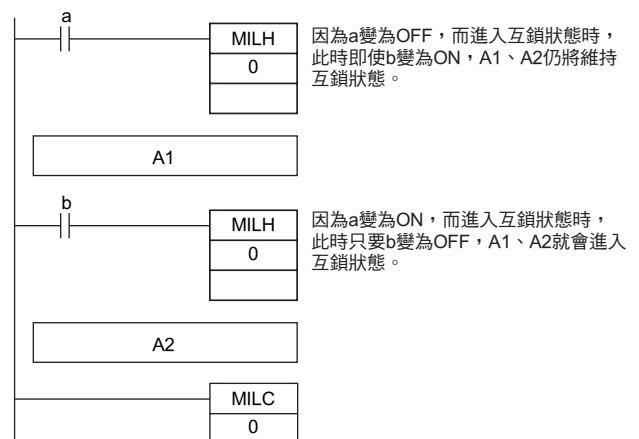 a
MILH
0
因為a變為OFF，而進入互鎖狀態時，
此時即使b變為ON，A1、A2仍將維持
互鎖狀態。
A1
b
MILH
0
因為a變為ON，而進入互鎖狀態時，
此時只要b變為OFF，A1、A2就會進入
互鎖狀態。
A2
MILC
0